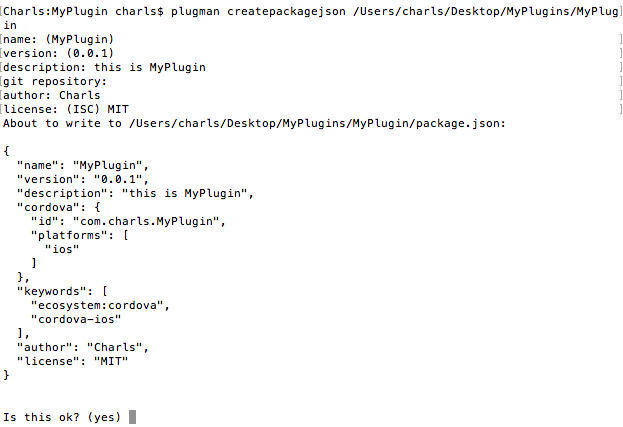 [Charls:MyPlugin charls$ plugman createpackagejson /Users/charls/Desktop/MyPlugins/MyPlug]
in
[name: (MyPlugin) ]
[version: (0.0.1) ]
[description: this is MyPlugin ]
[git repository: ]
[author: Charls ]
[license: (ISC) MIT ]
About to write to /Users/charls/Desktop/MyPlugins/MyPlugin/package.json:
{
  "name": "MyPlugin",
  "version": "0.0.1",
  "description": "this is MyPlugin",
  "cordova": {
    "id": "com.charls.MyPlugin",
    "platforms": [
      "ios"
    ]
  },
  "keywords": [
    "ecosystem:cordova",
    "cordova-ios"
  ],
  "author": "Charls",
  "license": "MIT"
}
Is this ok? (yes)